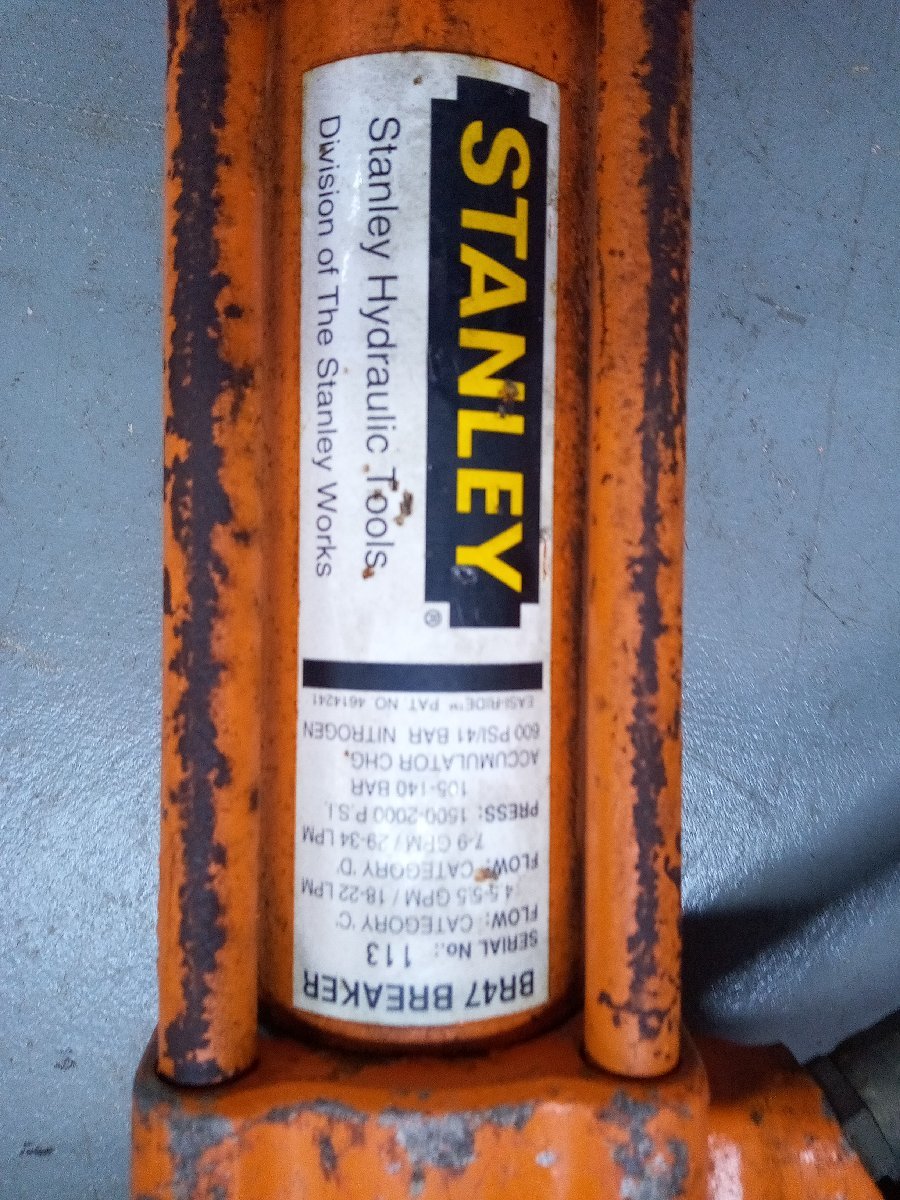 STANLEY
®
Stanley Hydraulic Tools
Division of The Stanley Works
BR47 BREAKER
SERIAL No.: 113
FLOW: CATEGORY 'C'
4.5-5.5 GPM / 18-22 LPM
FLOW: CATEGORY 'D'
7-9 GPM / 29-34 LPM
PRESS: 1500-2000 P.S.I.
105-140 BAR
ACCUMULATOR CHG.
600 PSI/41 BAR NITROGEN
EASI-RIDE™ PAT. NO. 4614241